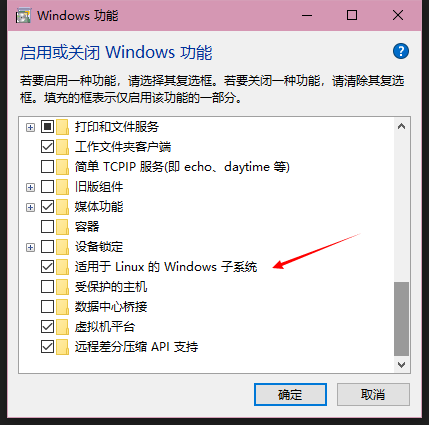 Windows 功能
启用或关闭 Windows 功能
若要启用一种功能，请选择其复选框。若要关闭一种功能，请清除其复选
框。填充的框表示仅启用该功能的一部分。
打印和文件服务
工作文件夹客户端
简单 TCPIP 服务(即 echo、daytime 等)
旧版组件
媒体功能
容器
设备锁定
适用于 Linux 的 Windows 子系统
受保护的主机
数据中心桥接
虚拟机平台
远程差分压缩 API 支持
确定
取消